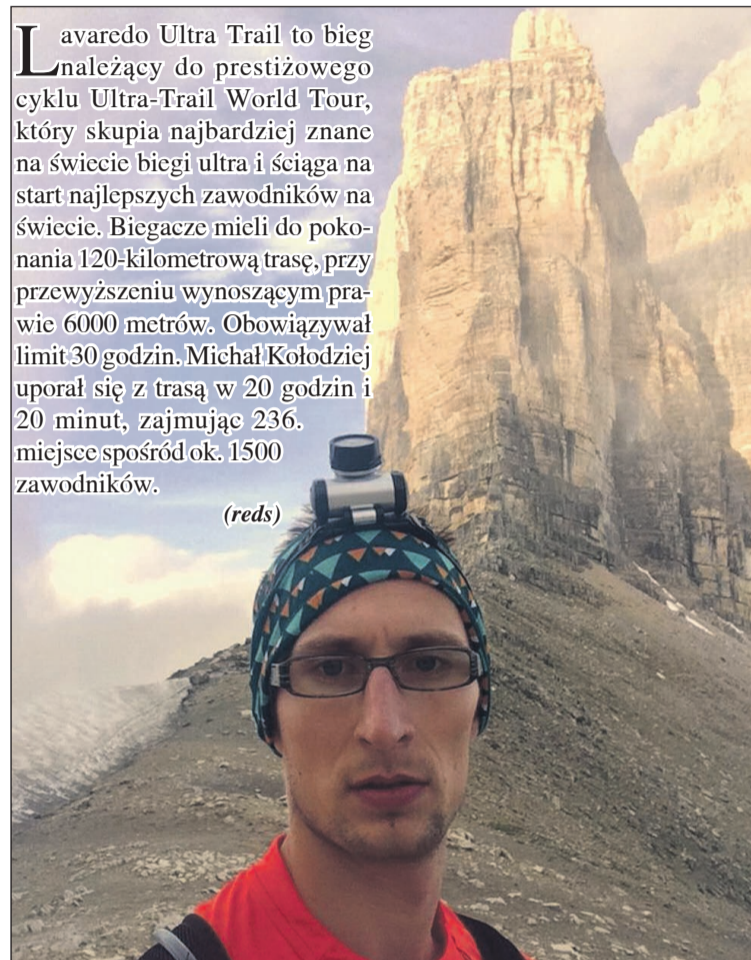 Lavaredo Ultra Trail to bieg
należący do prestiżowego
cyklu Ultra-Trail World Tour,
który skupia najbardziej znane
na świecie biegi ultra i ściąga na
start najlepszych zawodników na
świecie. Biegacze mieli do poko-
nania 120-kilometrową trasę, przy
przewyższeniu wynoszącym pra-
wie 6000 metrów. Obowiązywał
limit 30 godzin. Michał Kołodziej
uporał się z trasą w 20 godzin i
20 minut, zajmując 236.
miejsce spośród ok. 1500
zawodników.
(reds)